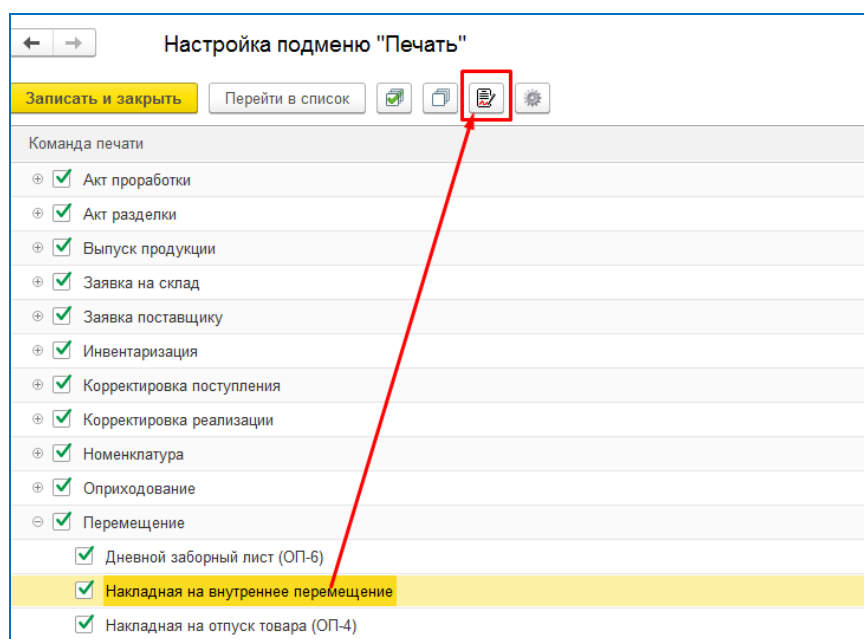 Настройка подменю "Печать"
Записать и закрыть Перейти в список
Команда печати
Акт проработки
Акт разделки
Выпуск продукции
Заявка на склад
Заявка поставщику
Инвентаризация
Корректировка поступления
Корректировка реализации
Номенклатура
Оприходование
Перемещение
Дневной заборный лист (ОП-6)
Накладная на внутреннее перемещение
Накладная на отпуск товара (ОП-4)